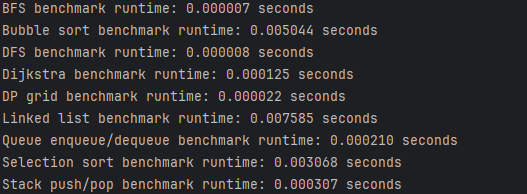 BFS benchmark runtime: 0.000007 seconds
Bubble sort benchmark runtime: 0.005044 seconds
DFS benchmark runtime: 0.000008 seconds
Dijkstra benchmark runtime: 0.000125 seconds
DP grid benchmark runtime: 0.000022 seconds
Linked list benchmark runtime: 0.007585 seconds
Queue enqueue/dequeue benchmark runtime: 0.000210 seconds
Selection sort benchmark runtime: 0.003068 seconds
Stack push/pop benchmark runtime: 0.000307 seconds